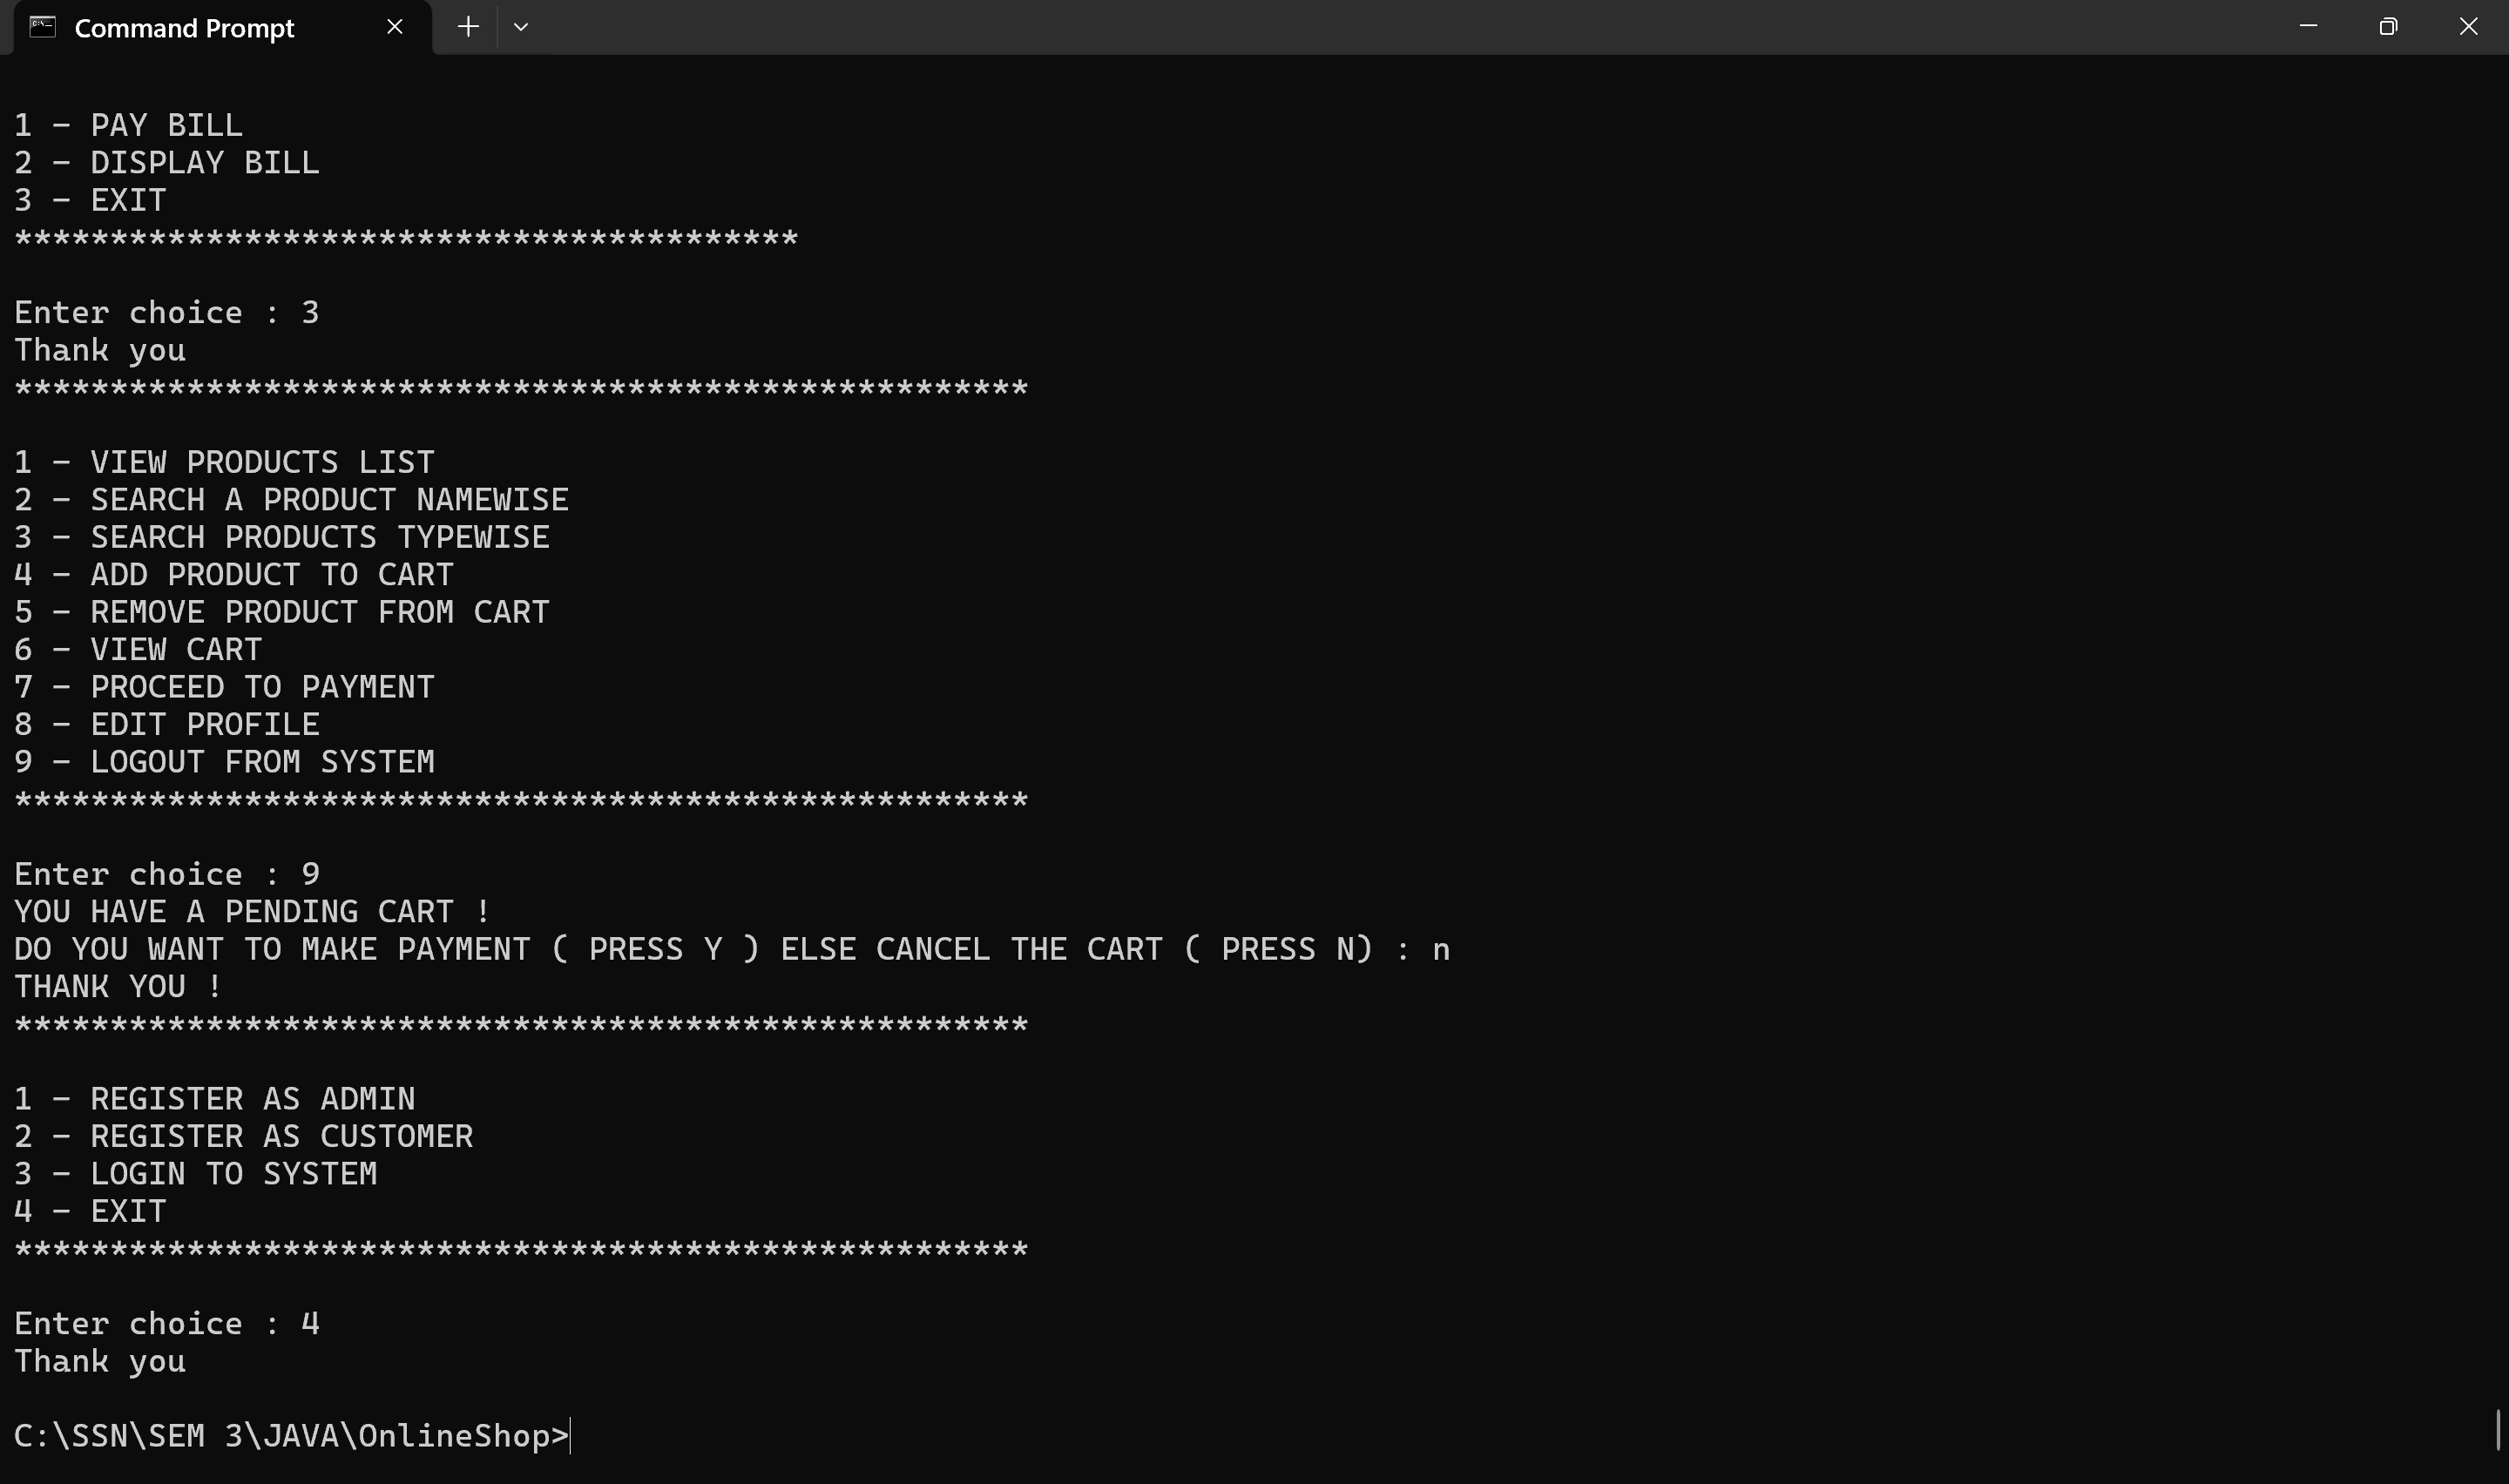 Command Prompt
1 - PAY BILL
2 - DISPLAY BILL
3 - EXIT
*****************************************
Enter choice : 3
Thank you
*****************************************************
1 - VIEW PRODUCTS LIST
2 - SEARCH A PRODUCT NAMEWISE
3 - SEARCH PRODUCTS TYPEWISE
4 - ADD PRODUCT TO CART
5 - REMOVE PRODUCT FROM CART
6 - VIEW CART
7 - PROCEED TO PAYMENT
8 - EDIT PROFILE
9 - LOGOUT FROM SYSTEM
*****************************************************
Enter choice : 9
YOU HAVE A PENDING CART !
DO YOU WANT TO MAKE PAYMENT ( PRESS Y ) ELSE CANCEL THE CART ( PRESS N) : n
THANK YOU !
*****************************************************
1 - REGISTER AS ADMIN
2 - REGISTER AS CUSTOMER
3 - LOGIN TO SYSTEM
4 - EXIT
*****************************************************
Enter choice : 4
Thank you
C:\SSN\SEM 3\JAVA\OnlineShop>